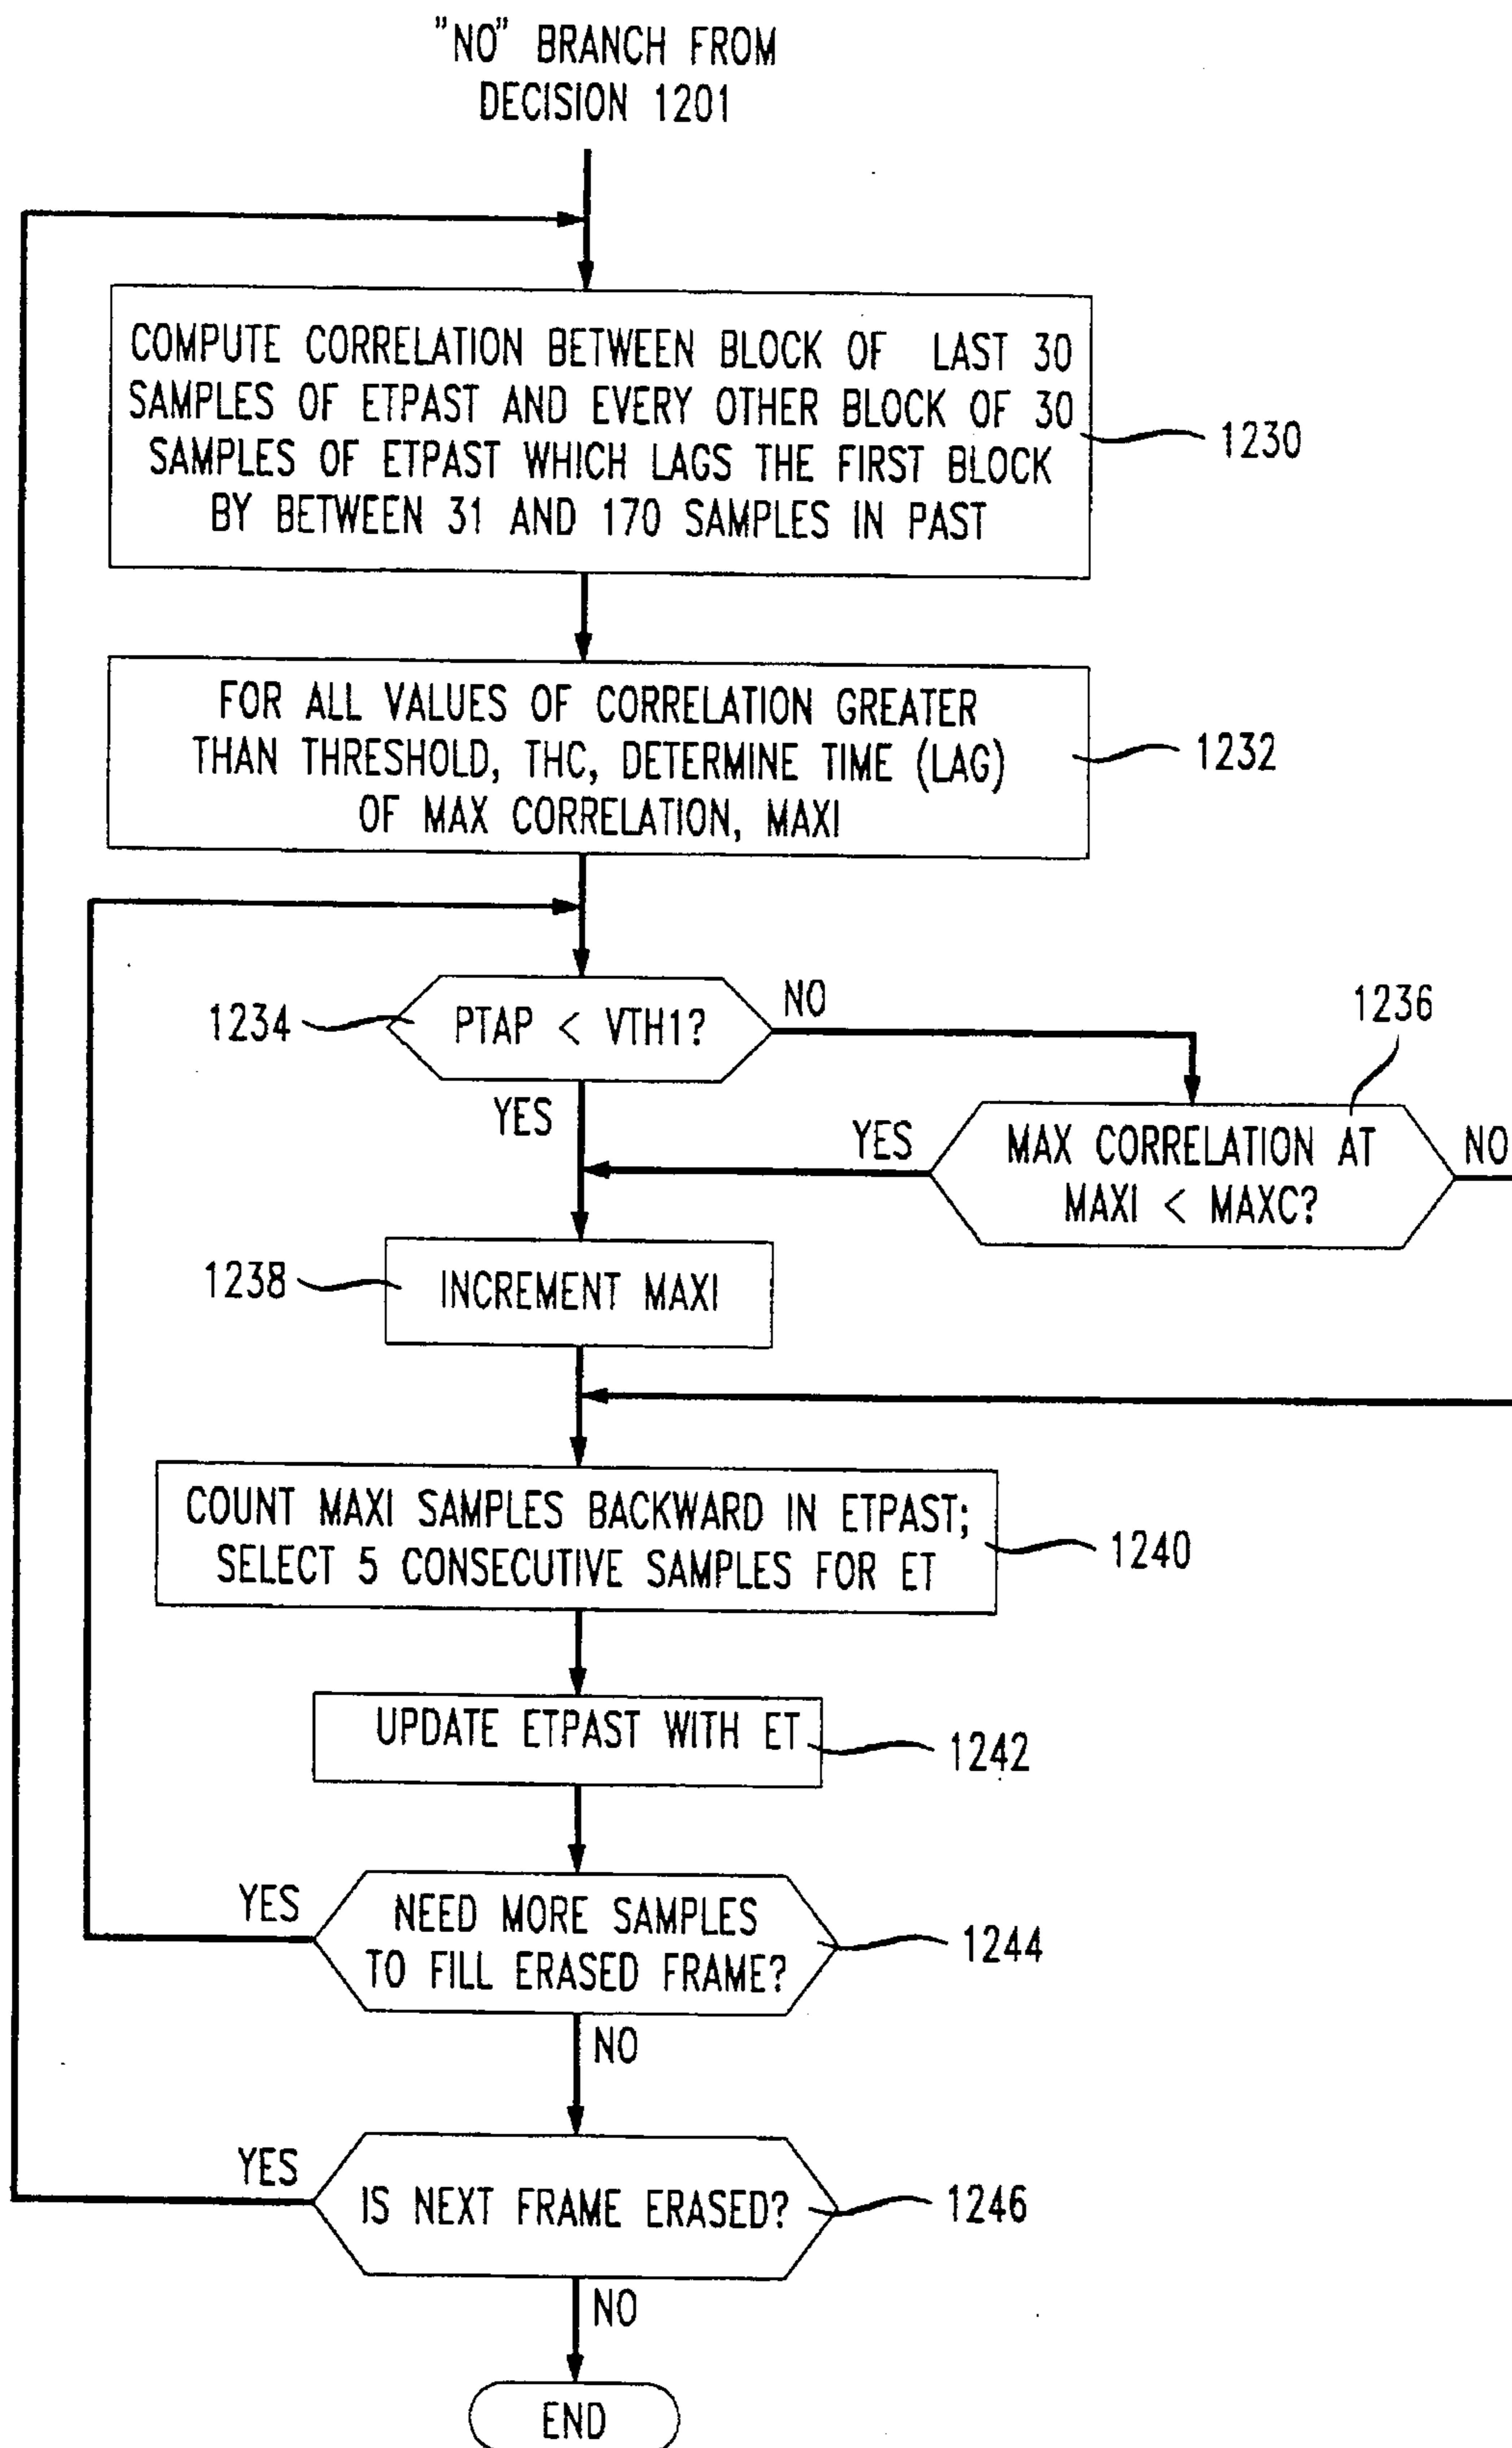 "NO" BRANCH FROM
DECISION 1201
COMPUTE CORRELATION BETWEEN BLOCK OF LAST 30
SAMPLES OF ETPAST AND EVERY OTHER BLOCK OF 30
SAMPLES OF ETPAST WHICH LAGS THE FIRST BLOCK
BY BETWEEN 31 AND 170 SAMPLES IN PAST
1230
FOR ALL VALUES OF CORRELATION GREATER
THAN THRESHOLD, THC, DETERMINE TIME (LAG)
OF MAX CORRELATION, MAXI
1232
1234
PTAP < VTH1?
NO
1236
YES
YES
MAX CORRELATION AT
MAXI < MAXC?
NO
1238
INCREMENT MAXI
COUNT MAXI SAMPLES BACKWARD IN ETPAST;
SELECT 5 CONSECUTIVE SAMPLES FOR ET
1240
UPDATE ETPAST WITH ET
1242
YES
NEED MORE SAMPLES
TO FILL ERASED FRAME?
1244
NO
YES
IS NEXT FRAME ERASED?
1246
NO
END